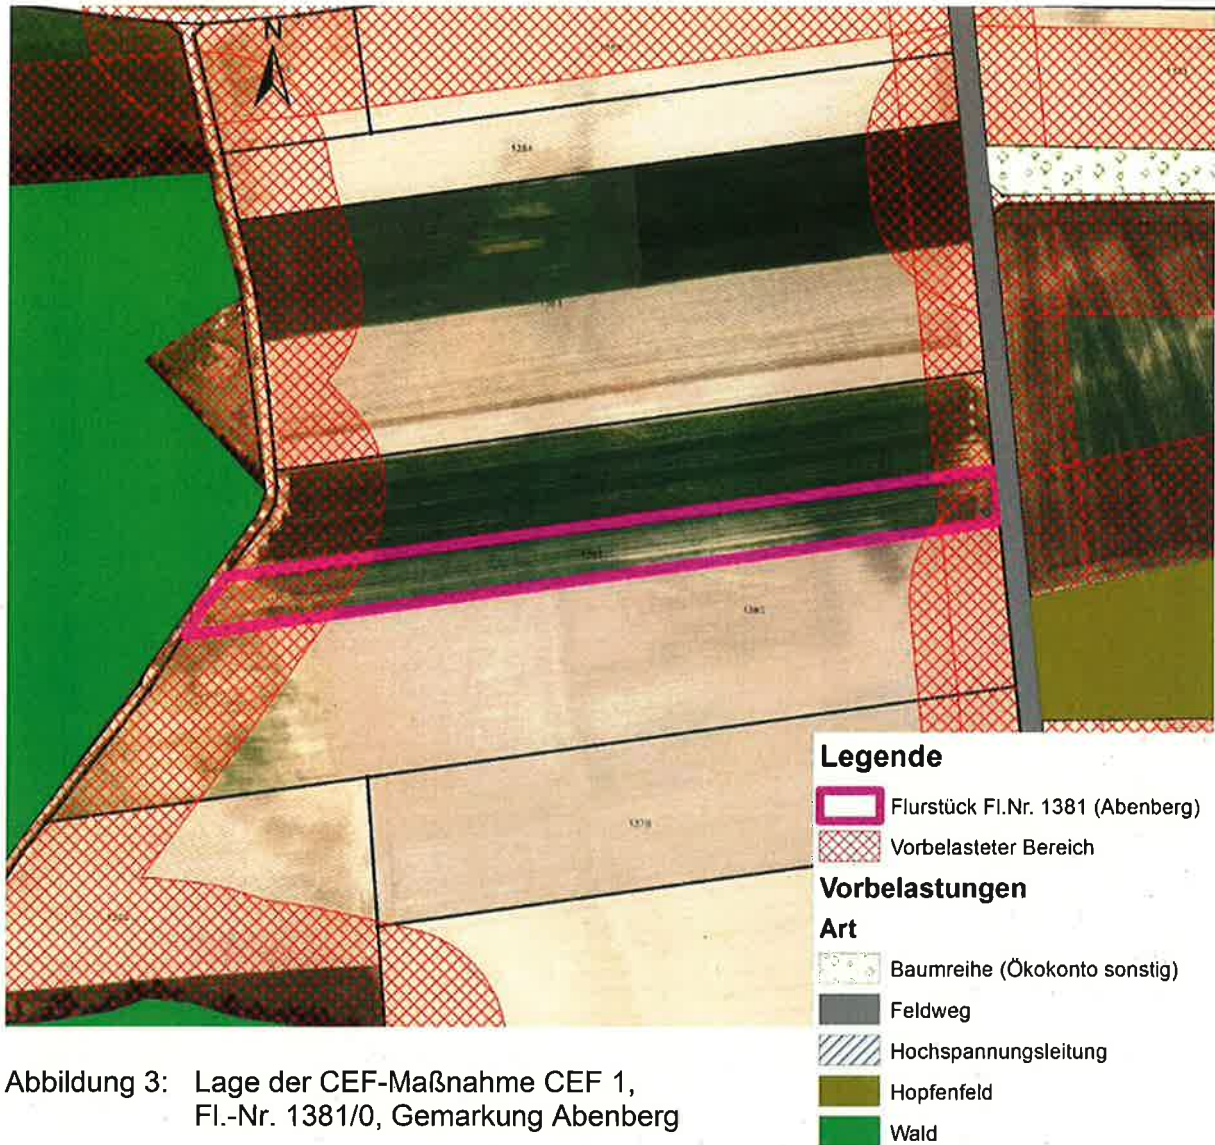 N
1284
Legende
Flurstück Fl.Nr. 1381 (Abenberg)
Vorbelasteter Bereich
Vorbelastungen
Art
Baumreihe (Ökokonto sonstig)
Feldweg
Hochspannungsleitung
Hopfenfeld
Wald
Abbildung 3: Lage der CEF-Maßnahme CEF 1,
Fl.-Nr. 1381/0, Gemarkung Abenberg